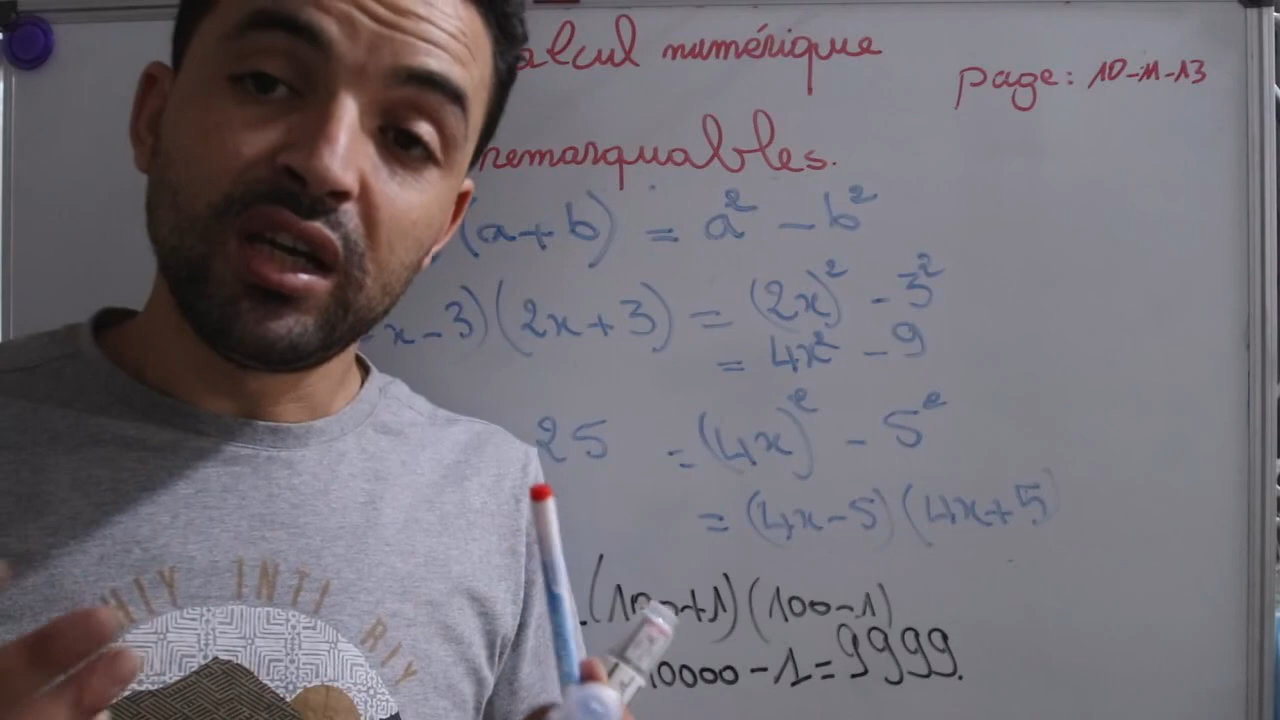 alcul numérique
page: 10-11-13
remarquables.
(a+b) = a² - b²
x-3)(2x+3) = (2x)² - 3²
= 4x² - 9
25 = (4x)² - 5²
= (4x-5)(4x+5)
(100+1)(100-1)
10000-1=9999.
INTI